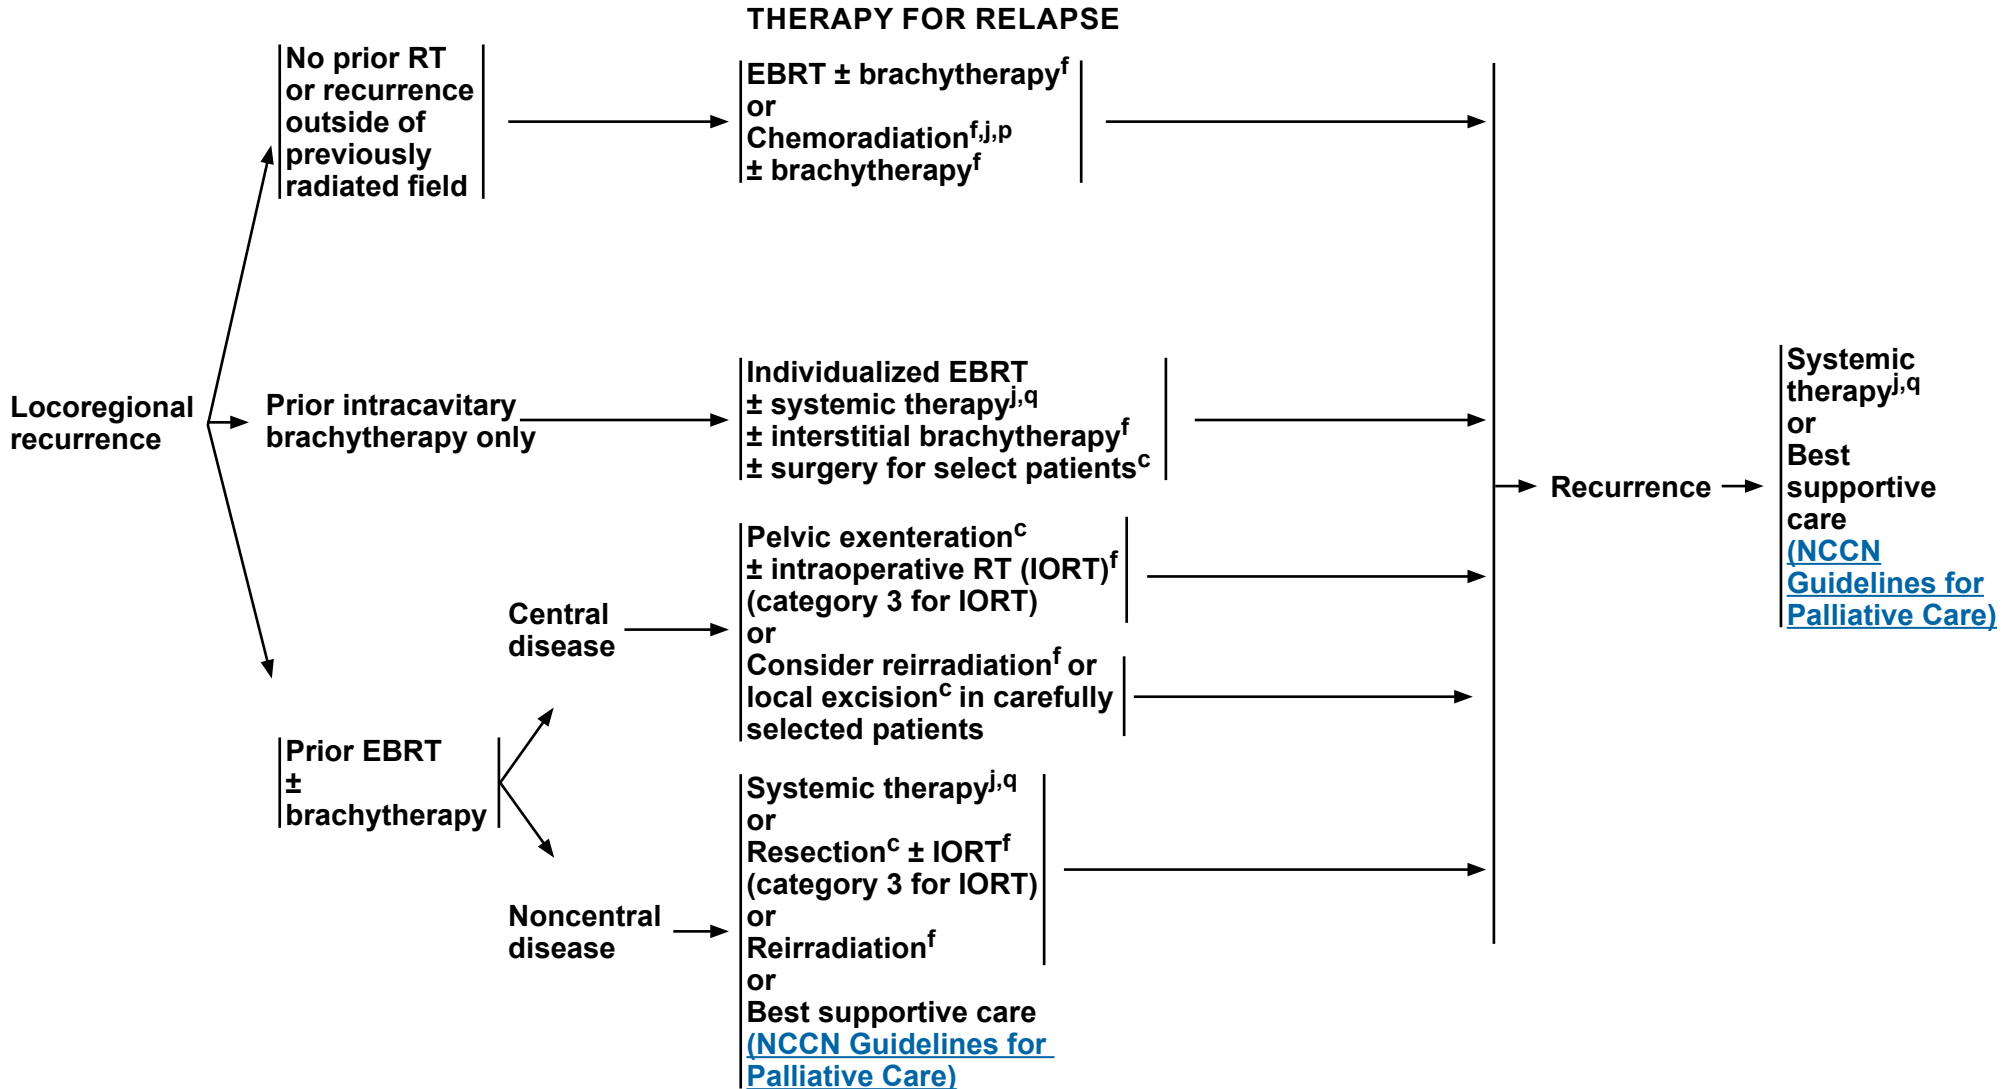 THERAPY FOR RELAPSE
No prior RT
or recurrence
outside of
previously
radiated field
EBRT ± brachytherapyf
or
Chemoradiationf,j,p
± brachytherapyf
Locoregional
recurrence
Prior intracavitary
brachytherapy only
Individualized EBRT
± systemic therapyj,q
± interstitial brachytherapyf
± surgery for select patientsc
Prior EBRT
±
brachytherapy
Central
disease
Pelvic exenterationc
± intraoperative RT (IORT)f
(category 3 for IORT)
or
Consider reirradiationf or
local excisionc in carefully
selected patients
Noncentral
disease
Systemic therapyj,q
or
Resectionc ± IORTf
(category 3 for IORT)
or
Reirradiationf
or
Best supportive care
(NCCN Guidelines for
Palliative Care)
Recurrence
Systemic
therapyj,q
or
Best
supportive
care
(NCCN
Guidelines for
Palliative Care)